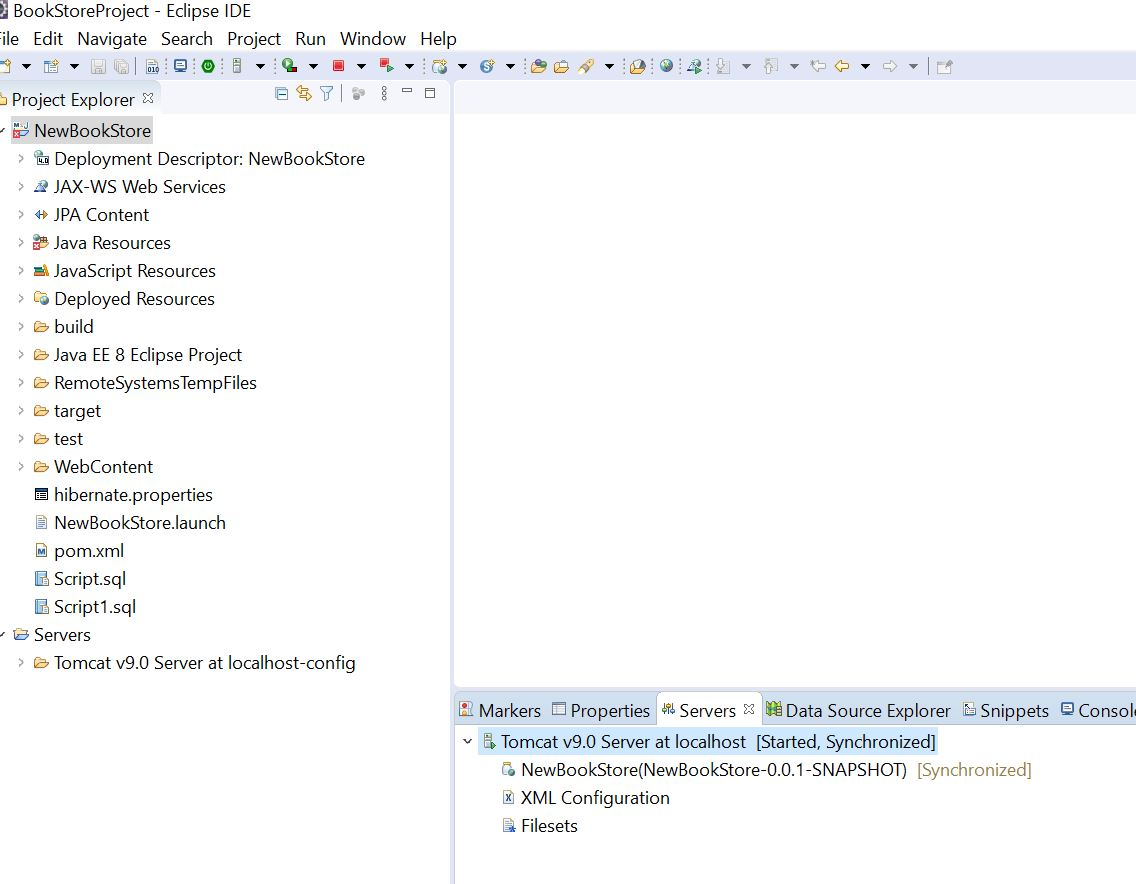 BookStoreProject - Eclipse IDE
File Edit Navigate Search Project Run Window Help
Project Explorer
NewBookStore
Deployment Descriptor: NewBookStore
JAX-WS Web Services
JPA Content
Java Resources
JavaScript Resources
Deployed Resources
build
Java EE 8 Eclipse Project
RemoteSystemsTempFiles
target
test
WebContent
hibernate.properties
NewBookStore.launch
pom.xml
Script.sql
Script1.sql
Servers
Tomcat v9.0 Server at localhost-config
Markers Properties Servers Data Source Explorer Snippets Console
Tomcat v9.0 Server at localhost [Started, Synchronized]
NewBookStore(NewBookStore-0.0.1-SNAPSHOT) [Synchronized]
XML Configuration
Filesets